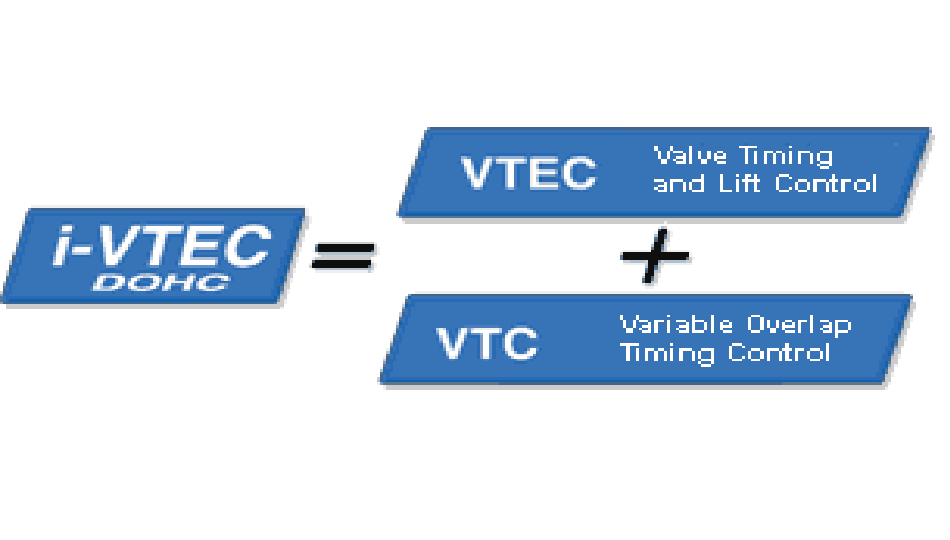 i-VTEC
DOHC
=
VTEC
Valve Timing
and Lift Control
+
VTC
Variable Overlap
Timing Control